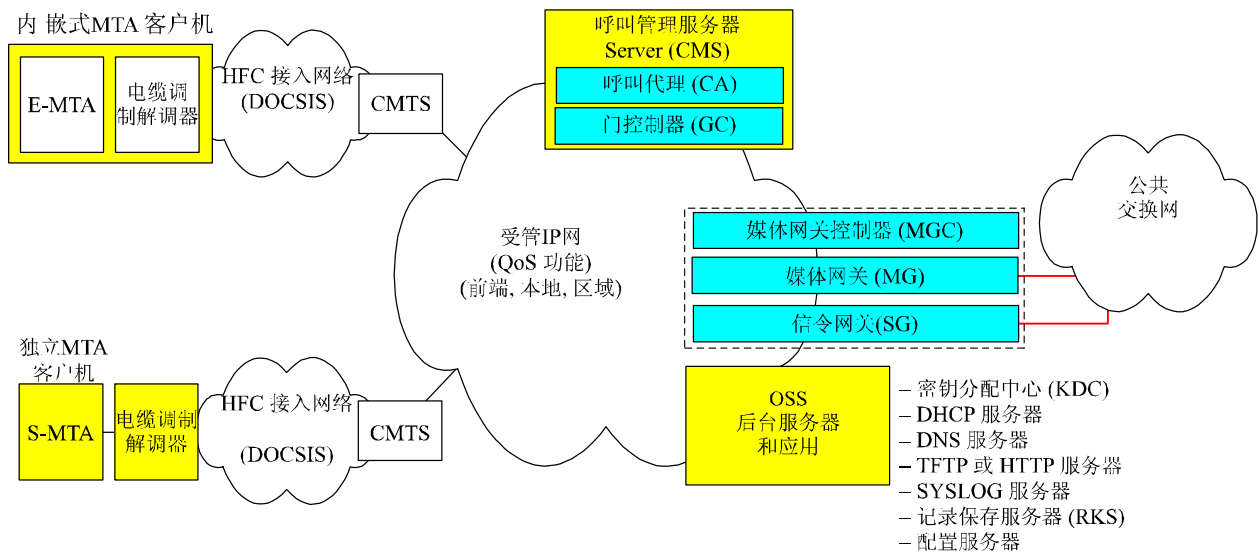 内 嵌式MTA 客户机
E-MTA
电缆调
制解调器
HFC 接入网络
(DOCSIS)
CMTS
呼叫管理服务器
Server (CMS)
呼叫代理 (CA)
门控制器 (GC)
受管IP网
(QoS 功能)
(前端, 本地, 区域)
媒体网关控制器 (MGC)
媒体网关 (MG)
信令网关(SG)
公共
交换网
独立MTA
客户机
S-MTA
电缆调制
解调器
HFC 接入网络
(DOCSIS)
CMTS
OSS
后台服务器
和应用
– 密钥分配中心 (KDC)
– DHCP 服务器
– DNS 服务器
– TFTP 或 HTTP 服务器
– SYSLOG 服务器
– 记录保存服务器 (RKS)
– 配置服务器